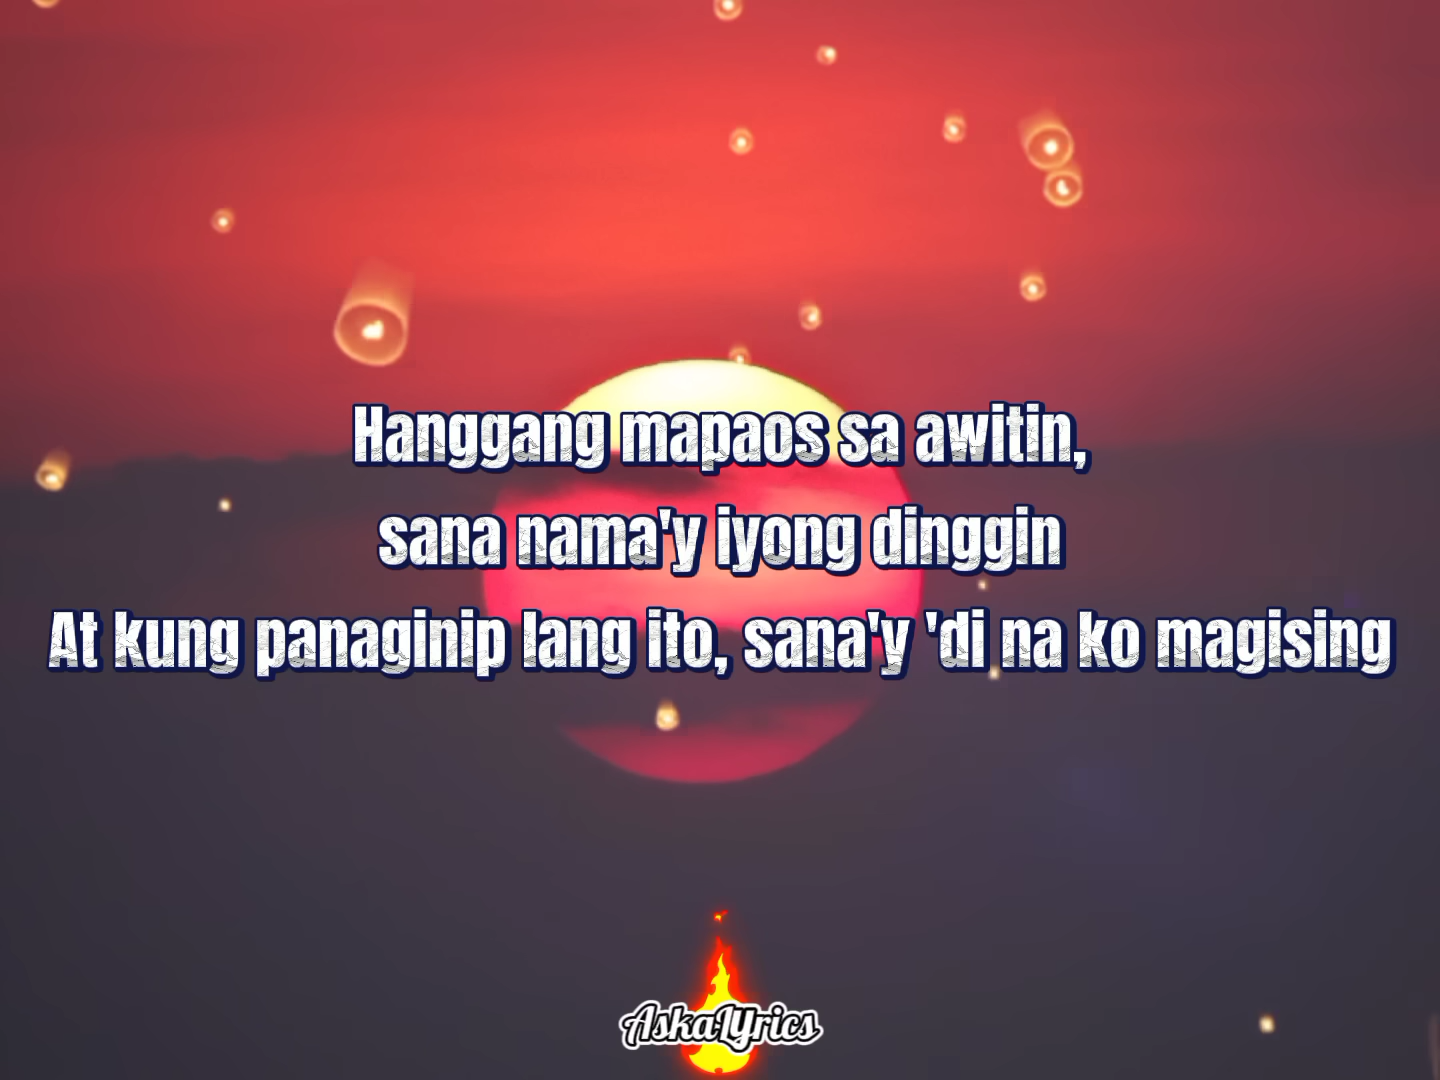 Hanggang mapaos sa awitin,
sana nama'y iyong dinggin
At kung panaginip lang ito, sana'y 'di na ko magising
AskaLyrics